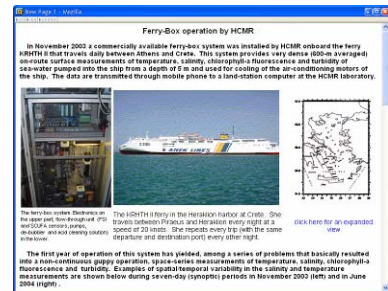 New Page 1 - Mozilla
Ferry-Box operation by HCMR
In November 2003 a commercially available ferry-box system was installed by HCMR onboard the ferry
KRHTH II that travels daily between Athens and Crete. This system provides very dense (600-m averaged)
on-route surface measurements of temperature, salinity, chlorophyll-a fluorescence and turbidity of
sea-water pumped into the ship from a depth of 5 m and used for cooling of the air-conditioning motors of
the ship. The data are transmitted through mobile phone to a land-station computer at the HCMR laboratory.
ANEK LINES
The ferry-box system. Electronics on
the upper part, flow-through unit (FSI
and SCUFA sensors, pumps,
de-bubble and acid cleaning solution)
in the lower.
The KRHTH II ferry in the Heraklion harbor at Crete. She
travels between Piraeus and Heraklion every night at a
speed of 20 knots. She repeats every trip (with the same
departure and destination port) every other night.
click here for an expanded
view
The first year of operation of this system has yielded, among a series of problems that basically resulted
into a non-continuous guppy operation, space-series measurements of temperature, salinity, chlorophyll-a
fluorescence and turbidity. Examples of spatial/temporal variability in the salinity and temperature
measurements are shown below during seven-day (synoptic) periods in November 2003 (left) and in June
2004 (right) .